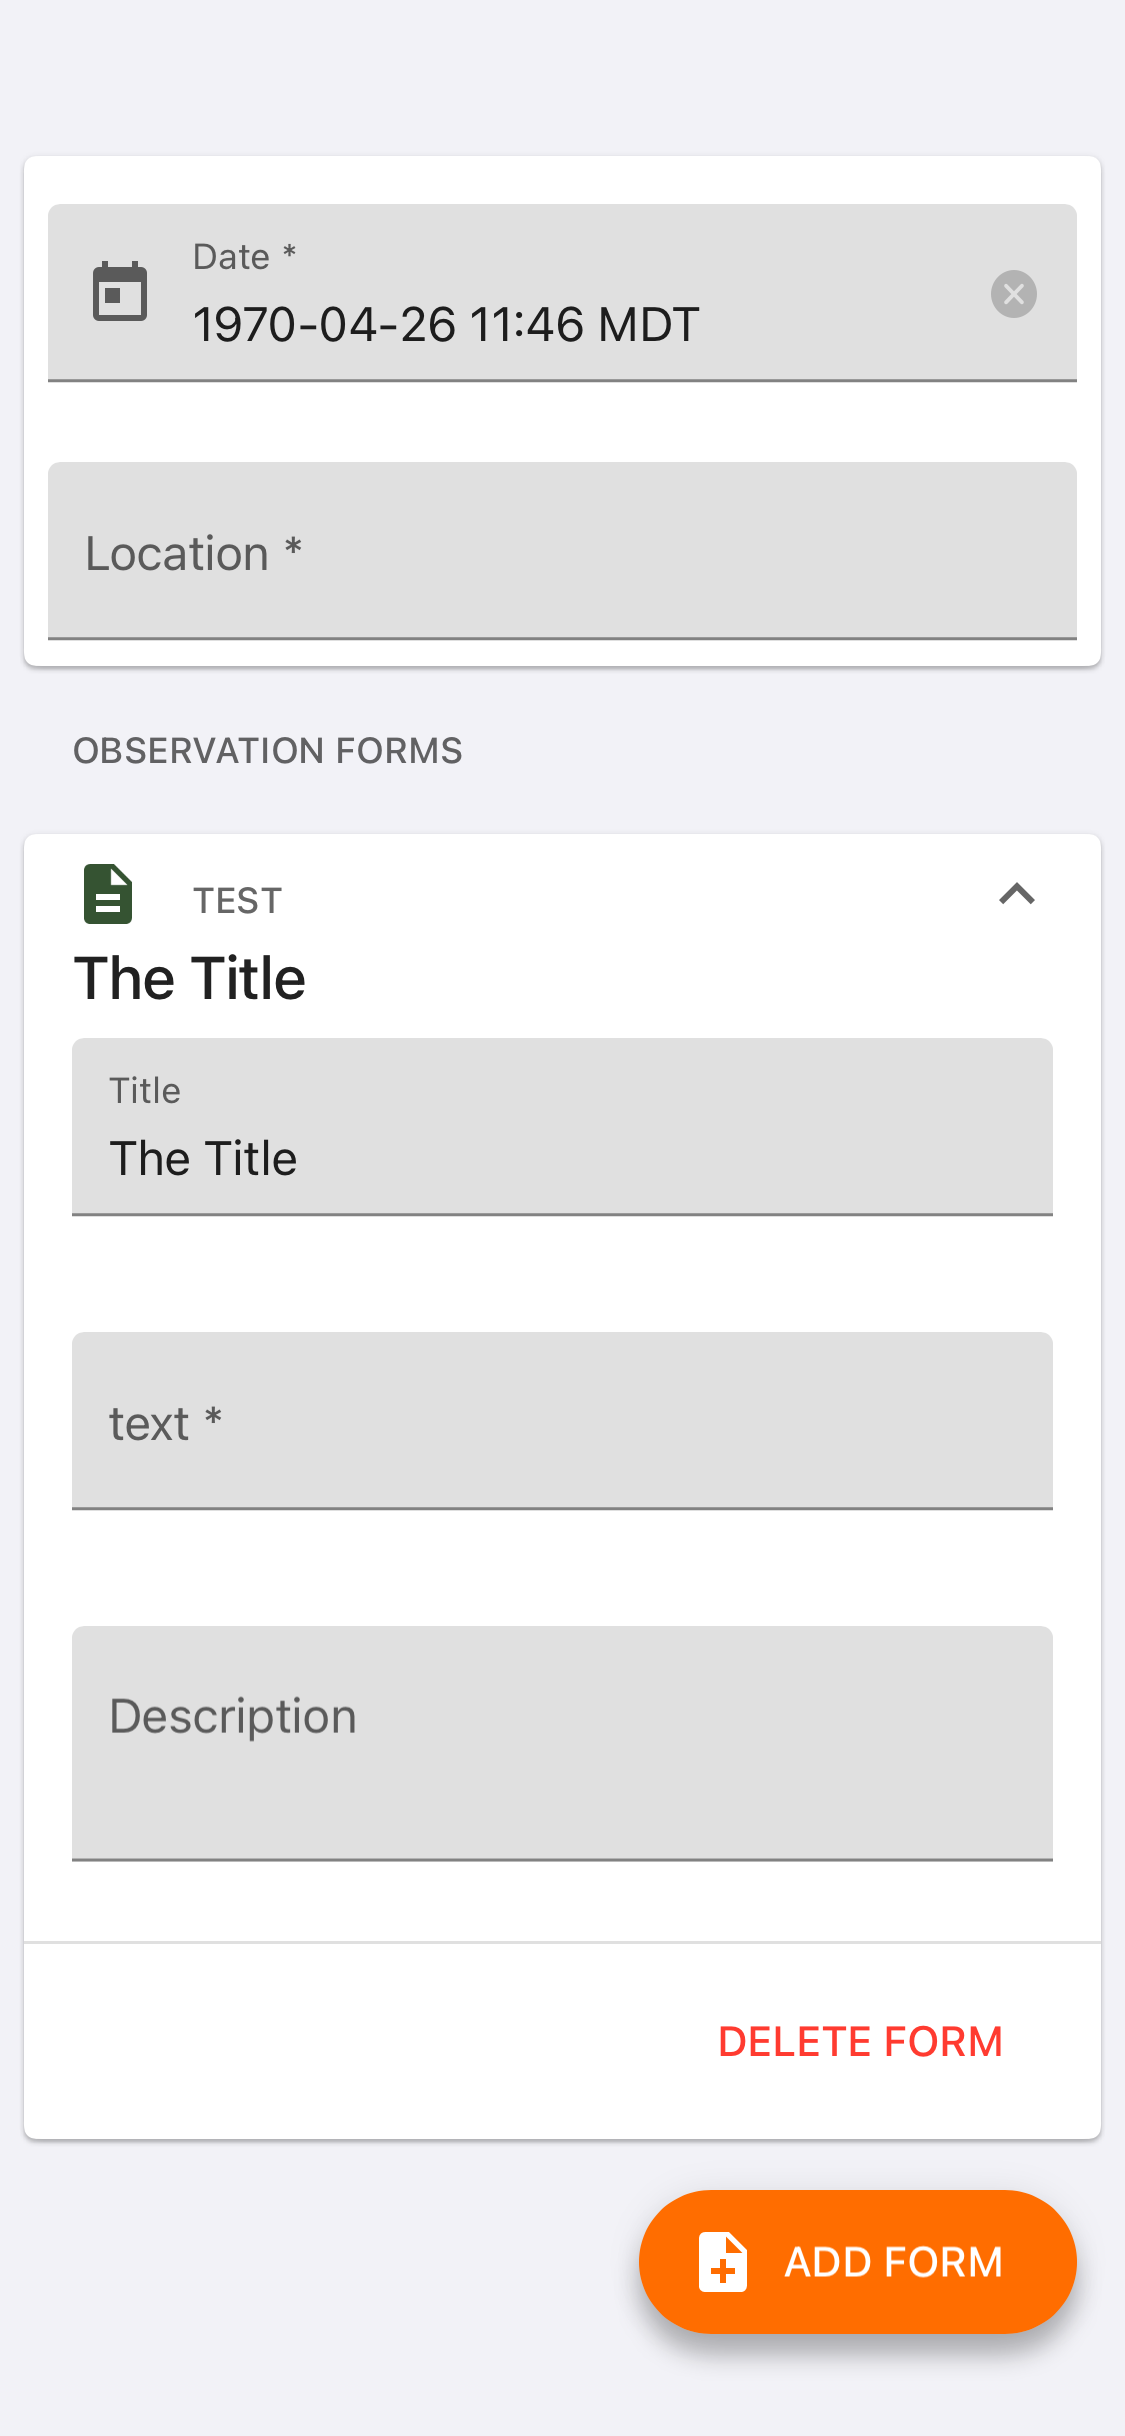 Date *
1970-04-26 11:46 MDT
Location *
OBSERVATION FORMS
TEST
The Title
Title
The Title
text *
Description
DELETE FORM
ADD FORM